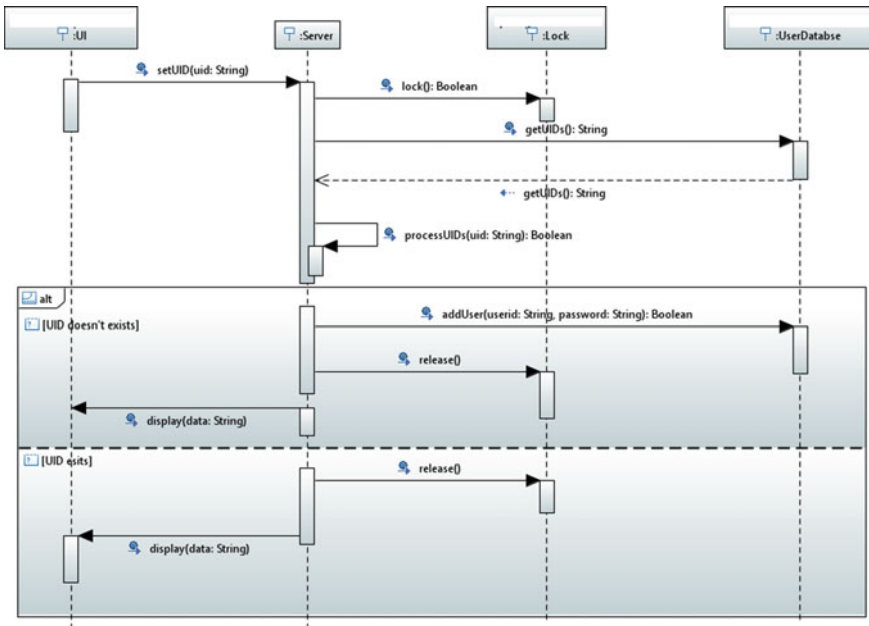 :UI
:Server
:Lock
:UserDatabse
setUID(uid: String)
lock(): Boolean
getUIDs(): String
getUIDs(): String
processUIDs(uid: String): Boolean
alt
[UID doesn't exists]
addUser(userid: String, password: String): Boolean
release()
display(data: String)
[UID esits]
release()
display(data: String)